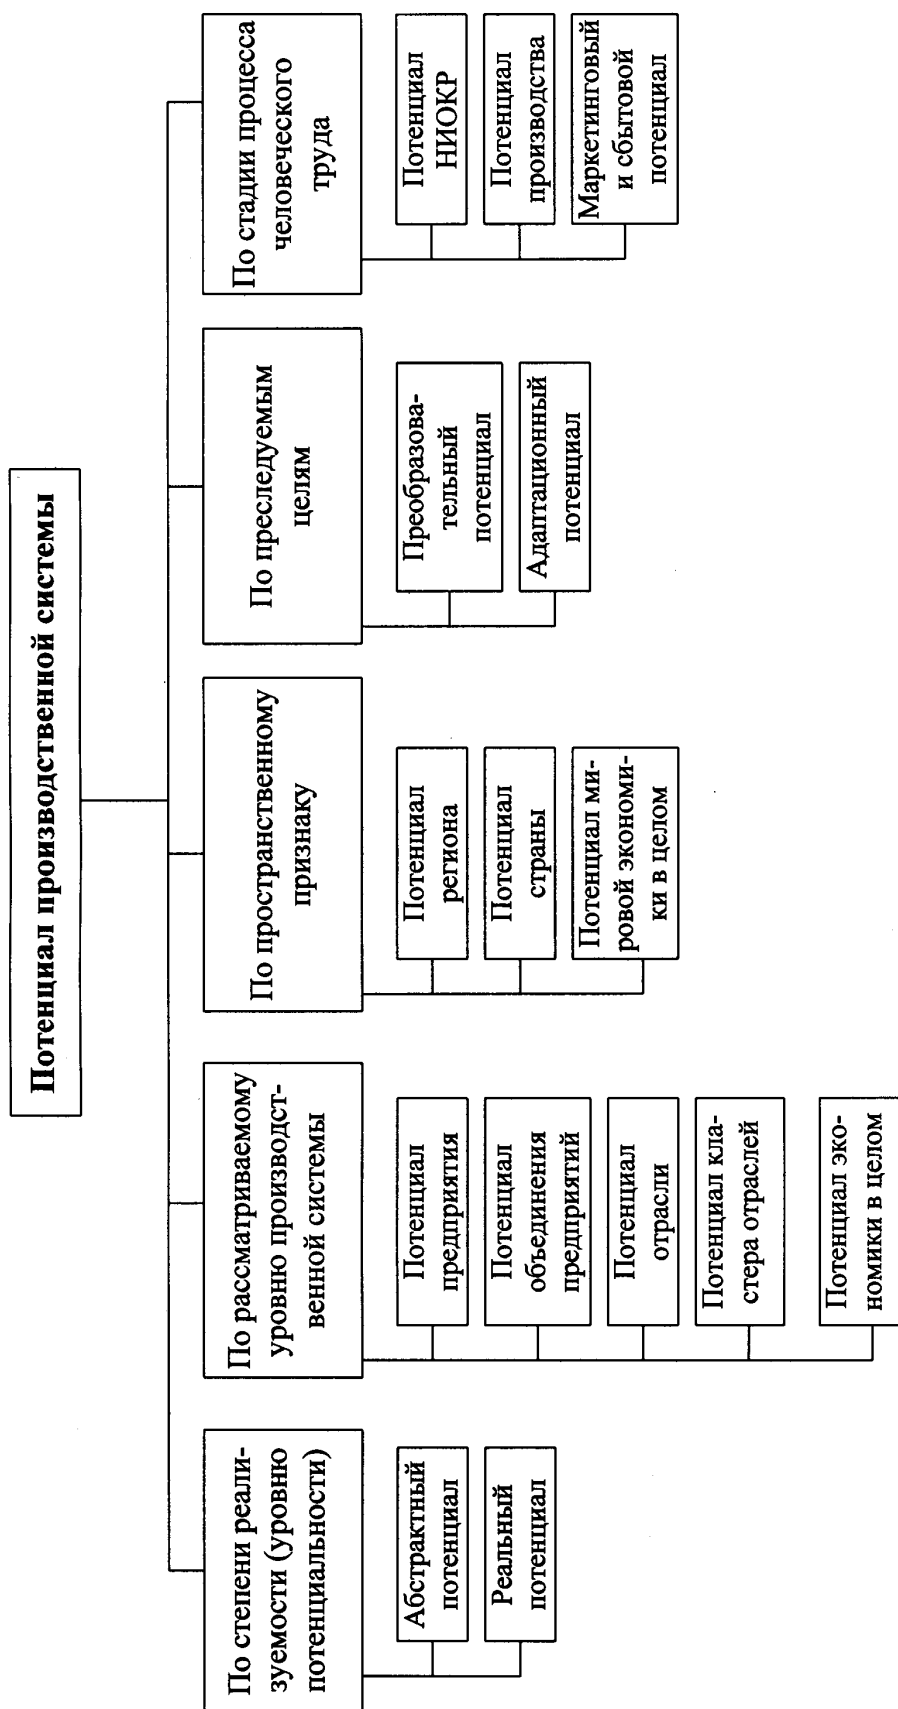 Потенциал производственной системы
По степени реали-
зуемости (уровню
потенциальности)
Абстрактный
потенциал
Реальный
потенциал
По рассматриваемому
уровню производст-
венной системы
Потенциал
предприятия
Потенциал
объединения
предприятий
Потенциал
отрасли
Потенциал кла-
стера отраслей
Потенциал эко-
номики в целом
По пространственному
признаку
Потенциал
региона
Потенциал
страны
Потенциал ми-
ровой экономи-
ки в целом
По преследуемым
целям
Преобразова-
тельный
потенциал
Адаптационный
потенциал
По стадии процесса
человеческого
труда
Потенциал
НИОКР
Потенциал
производства
Маркетинговый
и сбытовой
потенциал